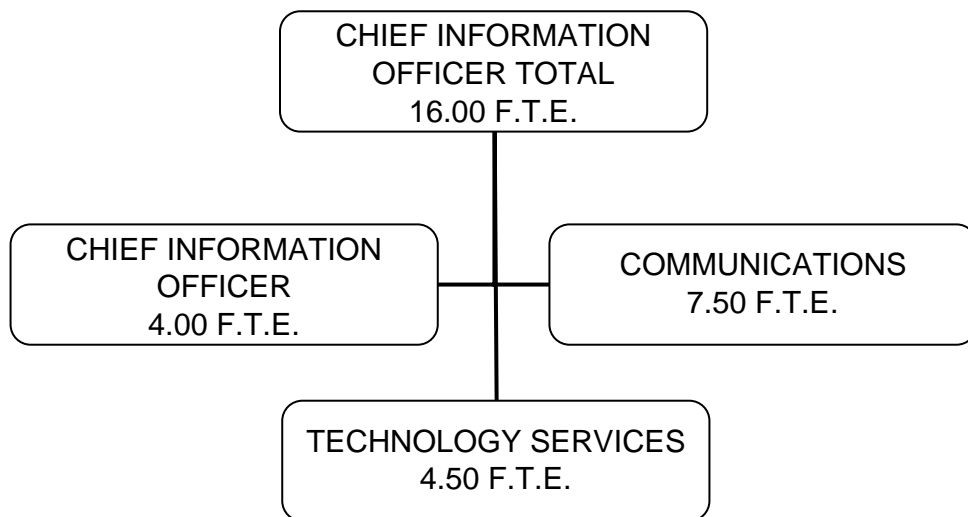 CHIEF INFORMATION
OFFICER TOTAL
16.00 F.T.E.
CHIEF INFORMATION
OFFICER
4.00 F.T.E.
COMMUNICATIONS
7.50 F.T.E.
TECHNOLOGY SERVICES
4.50 F.T.E.